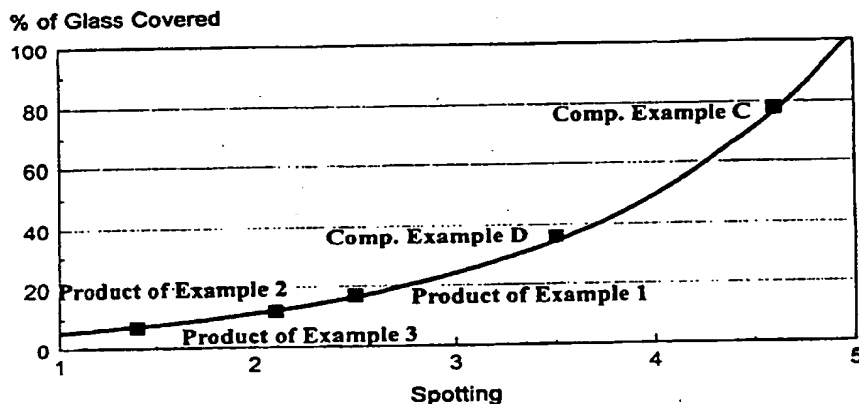 % of Glass Covered
100
80
Comp. Example C
60
40
Comp. Example D
20
Product of Example 2
Product of Example 1
Product of Example 3
0
1
2
3
4
5
Spotting